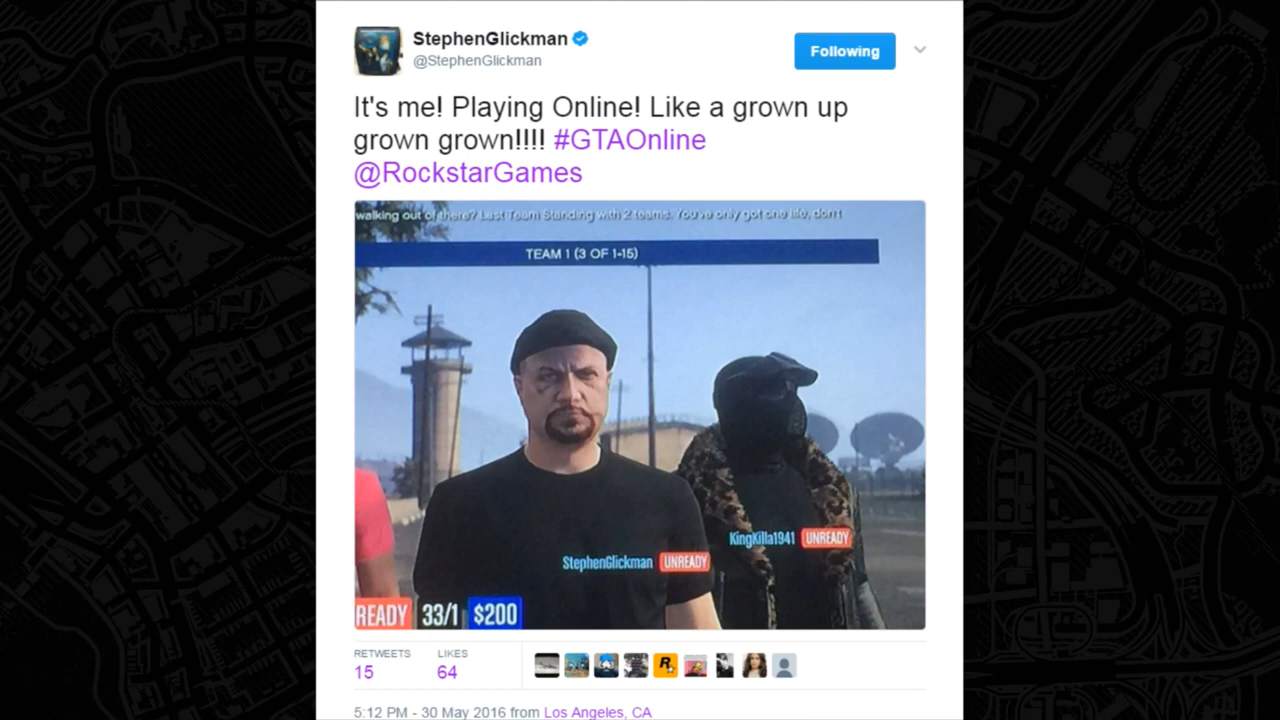 StephenGlickman
@StephenGlickman
Following
It's me! Playing Online! Like a grown up
grown grown!!!! #GTAOnline
@RockstarGames
walking out of there? Last Team Standing with 2 teams. You've only got one life, don't
TEAM 1 (3 OF 1-15)
KingKilla1941 UNREADY
StephenGlickman UNREADY
READY 33/1 $200
RETWEETS LIKES
15 64
R
5:12 PM - 30 May 2016 from Los Angeles, CA